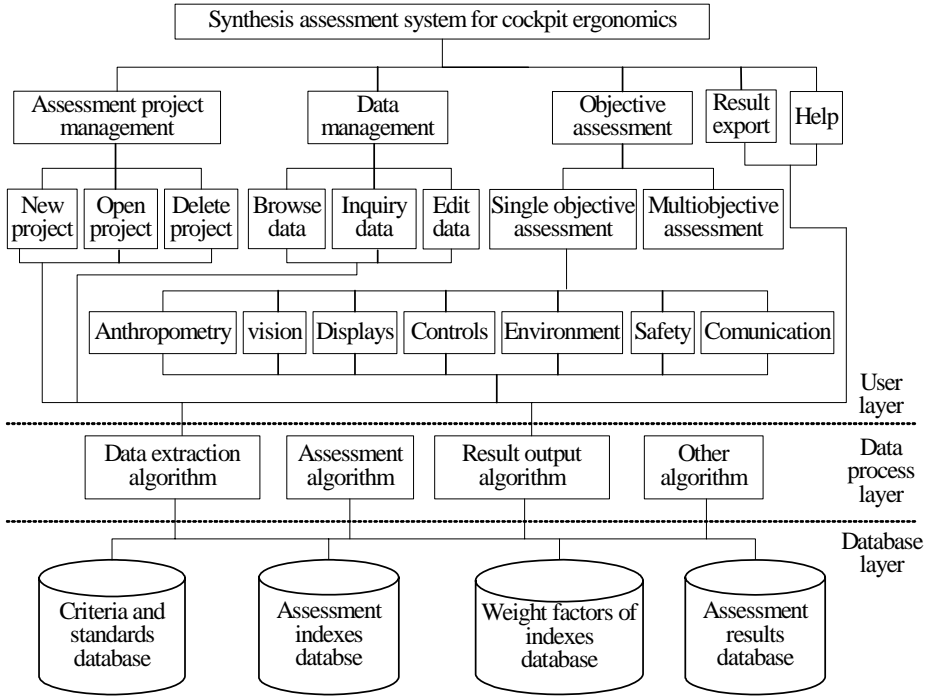 Synthesis assessment system for cockpit ergonomics
Assessment project
management
Data
management
Objective
assessment
Result
export
Help
New
project
Open
project
Delete
project
Browse
data
Inquiry
data
Edit
data
Single objective
assessment
Multiobjective
assessment
Anthropometry
vision
Displays
Controls
Environment
Safety
Comunication
User
layer
Data extraction
algorithm
Assessment
algorithm
Result output
algorithm
Other
algorithm
Data
process
layer
Database
layer
Criteria and
standards
database
Assessment
indexes
databse
Weight factors of
indexes
database
Assessment
results
database